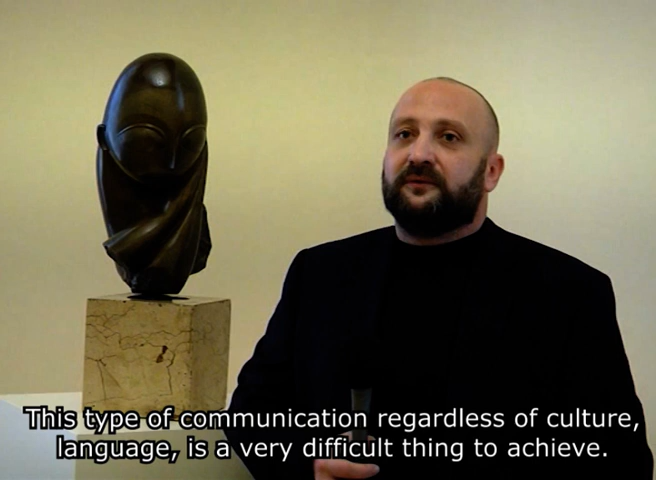 This type of communication regardless of culture,
language, is a very difficult thing to achieve.